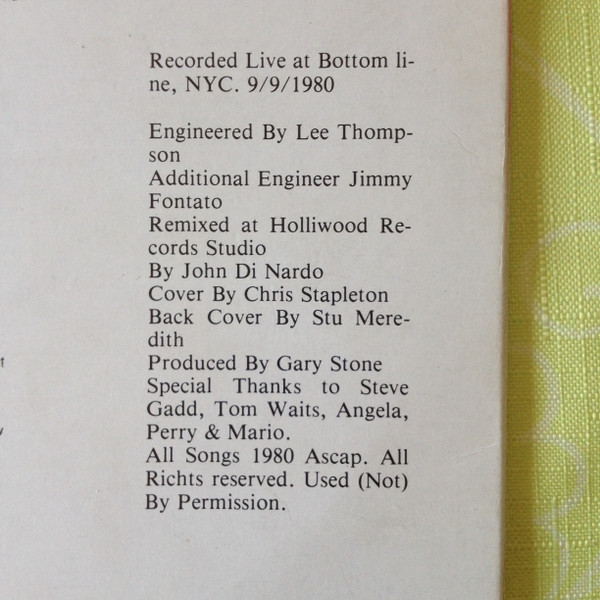 Recorded Live at Bottom li-
ne, NYC. 9/9/1980
Engineered By Lee Thomp-
son
Additional Engineer Jimmy
Fontato
Remixed at Holliwood Re-
cords Studio
By John Di Nardo
Cover By Chris Stapleton
Back Cover By Stu Mere-
dith
Produced By Gary Stone
Special Thanks to Steve
Gadd, Tom Waits, Angela,
Perry & Mario.
All Songs 1980 Ascap. All
Richts reserved. Used (Not)
By Permission.